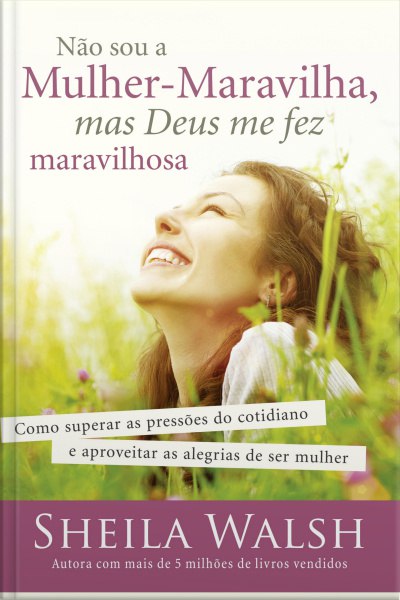 Não sou a
Mulher-Maravilha,
mas Deus me fez
maravilhosa
Como superar as pressões do cotidiano
e aproveitar as alegrias de ser mulher
SHEILA WALSH
Autora com mais de 5 milhões de livros vendidos